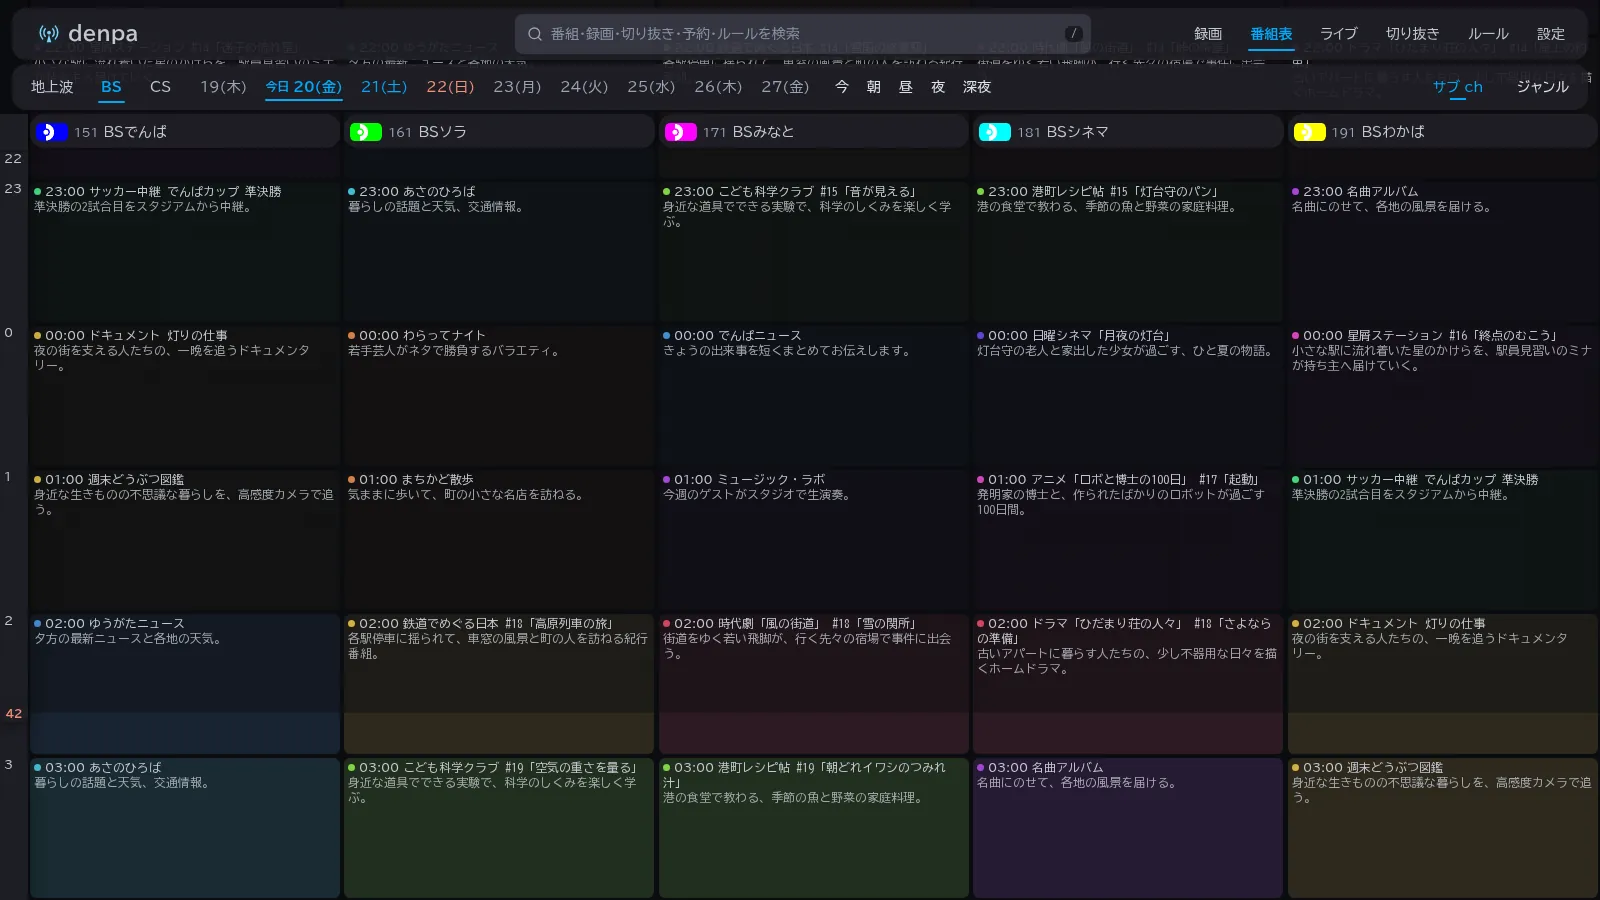 denpa
番組・録画・切り抜き・予約・ルールを検索
/
録画
番組表
ライブ
切り抜き
ルール
設定
地上波
BS
CS
19(木)
今日 20(金)
21(土)
22(日)
23(月)
24(火)
25(水)
26(木)
27(金)
今
朝
昼
夜
深夜
サブ ch
ジャンル
151 BSでんぱ
161 BSソラ
171 BSみなと
181 BSシネマ
191 BSわかば
22
23
23:00 サッカー中継 でんぱカップ 準決勝
準決勝の2試合目をスタジアムから中継。
23:00 あさのひろば
暮らしの話題と天気、交通情報。
23:00 こども科学クラブ #15「音が見える」
身近な道具でできる実験で、科学のしくみを楽しく学
ぶ。
23:00 港町レシピ帖 #15「灯台守のパン」
港の食堂で教わる、季節の魚と野菜の家庭料理。
23:00 名曲アルバム
名曲にのせて、各地の風景を届ける。
0
00:00 ドキュメント 灯りの仕事
夜の街を支える人たちの、一晩を追うドキュメンタ
リー。
00:00 わらってナイト
若手芸人がネタで勝負するバラエティ。
00:00 でんぱニュース
きょうの出来事を短くまとめてお伝えします。
00:00 日曜シネマ「月夜の灯台」
灯台守の老人と家出した少女が過ごす、ひと夏の物語。
00:00 星屑ステーション #16「終点のむこう」
小さな駅に流れ着いた星のかけらを、駅員見習いのミナ
が持ち主へ届けていく。
1
01:00 週末どうぶつ図鑑
身近な生きものの不思議な暮らしを、高感度カメラで追
う。
01:00 まちかど散歩
気ままに歩いて、町の小さな名店を訪ねる。
01:00 ミュージック・ラボ
今週のゲストがスタジオで生演奏。
01:00 アニメ「ロボと博士の100日」 #17「起動」
発明家の博士と、作られたばかりのロボットが過ごす
100日間。
01:00 サッカー中継 でんぱカップ 準決勝
準決勝の2試合目をスタジアムから中継。
2
02:00 ゆうがたニュース
夕方の最新ニュースと各地の天気。
02:00 鉄道でめぐる日本 #18「高原列車の旅」
各駅停車に揺られて、車窓の風景と町の人を訪ねる紀行
番組。
02:00 時代劇「風の街道」 #18「雪の関所」
街道をゆく若い飛脚が、行く先々の宿場で事件に出会
う。
02:00 ドラマ「ひだまり荘の人々」 #18「さよなら
の準備」
古いアパートに暮らす人たちの、少し不器用な日々を描
くホームドラマ。
02:00 ドキュメント 灯りの仕事
夜の街を支える人たちの、一晩を追うドキュメンタ
リー。
42
3
03:00 あさのひろば
暮らしの話題と天気、交通情報。
03:00 こども科学クラブ #19「空気の重さを量る」
身近な道具でできる実験で、科学のしくみを楽しく学
ぶ。
03:00 港町レシピ帖 #19「朝どれイワシのつみれ
汁」
港の食堂で教わる、季節の魚と野菜の家庭料理。
03:00 名曲アルバム
名曲にのせて、各地の風景を届ける。
03:00 週末どうぶつ図鑑
身近な生きものの不思議な暮らしを、高感度カメラで追
う。